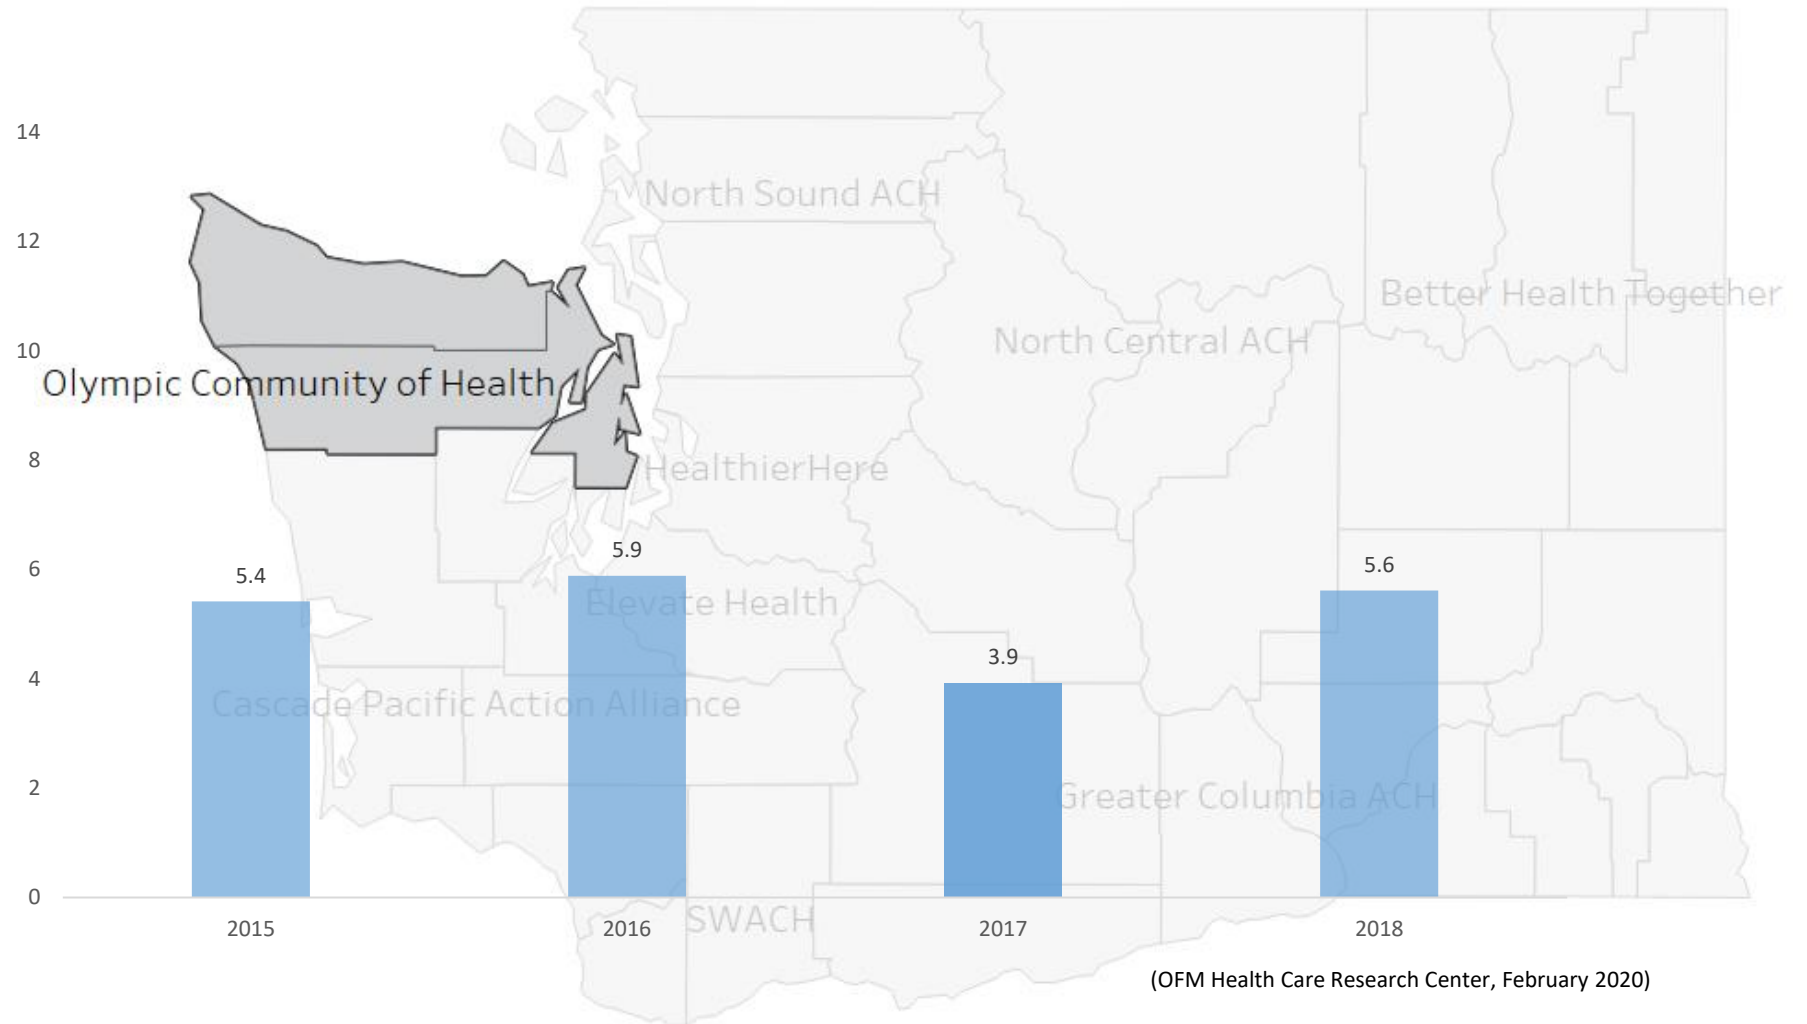 14
North Sound ACH
12
Better Health Together
North Central ACH
10
Olympic Community of Health
8
HealthierHere
5.9
6
5.4
5.6
Elevate Health
3.9
4
Cascade Pacific Action Alliance
2
Greater Columbia ACH
0
SWACH
2015 2016 2017 2018
(OFM Health Care Research Center, February 2020)